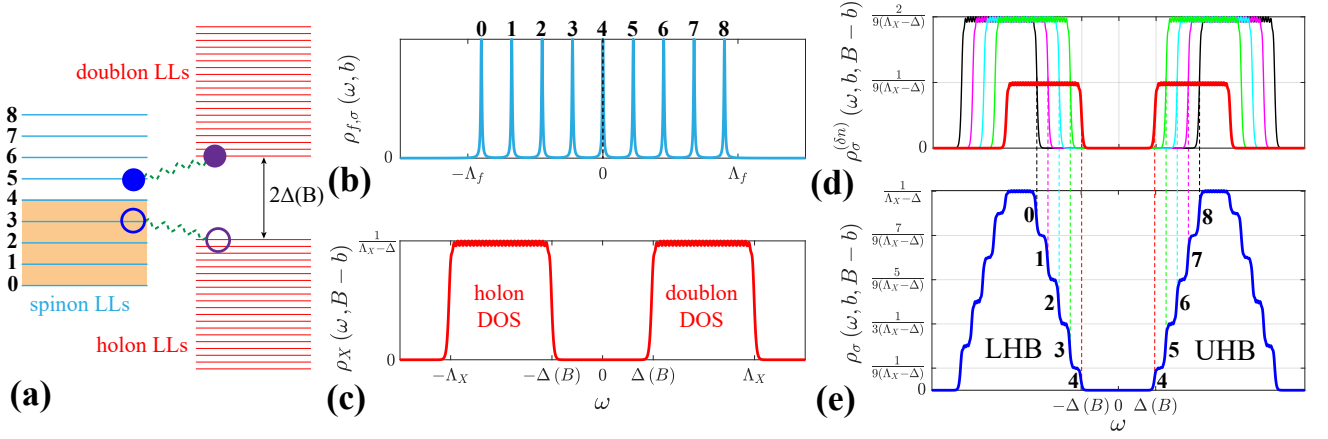 (a)
doublon LLs
8
7
6
5
4
3
2
1
0
spinon LLs
holon LLs
2Δ(B)
(b)
ρ_{f,σ} (ω, b)
0
0 1 2 3 4 5 6 7 8
−Λ_f 0 Λ_f
(c)
ρ_X (ω, B − b)
1/(Λ_X−Δ)
0
holon
DOS
doublon
DOS
−Λ_X −Δ (B) 0 Δ (B) Λ_X
ω
(d)
ρ_σ^{(δn)} (ω, b, B − b)
2/9(Λ_X−Δ)
1/9(Λ_X−Δ)
0
(e)
ρ_σ (ω, b, B − b)
1/(Λ_X−Δ)
7/9(Λ_X−Δ)
5/9(Λ_X−Δ)
1/3(Λ_X−Δ)
1/9(Λ_X−Δ)
0
0 8
1 7
2 6
LHB 3 5 UHB
4 4
−Δ (B) 0 Δ (B)
ω